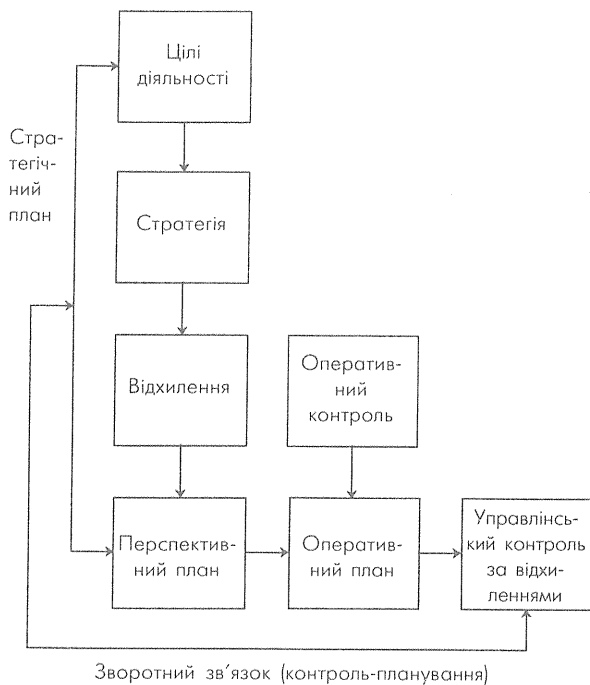 Цілі
діяльності
Стра-
тегіч-
ний
план
Стратегія
Відхилення
Оператив-
ний
контроль
Перспектив-
ний план
Оператив-
ний план
Управлінсь-
кий контроль
за відхи-
леннями
Зворотний зв'язок (контроль-планування)